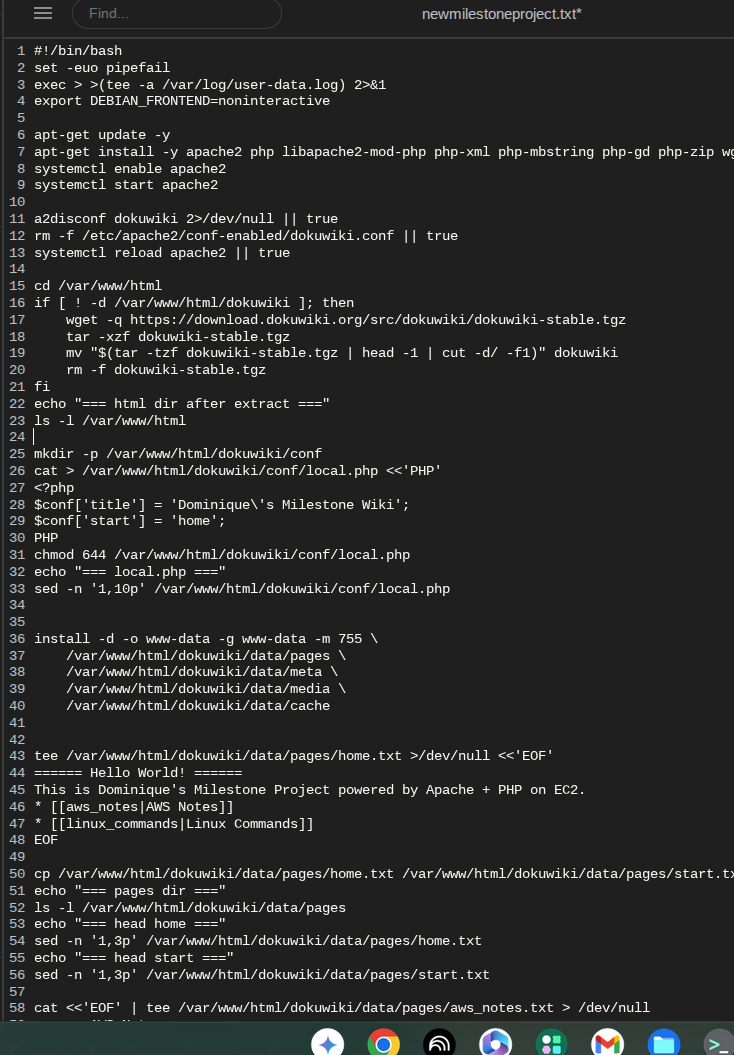 Find...
newmilestoneproject.txt*
1 #!/bin/bash
2 set -euo pipefail
3 exec > >(tee -a /var/log/user-data.log) 2>&1
4 export DEBIAN_FRONTEND=noninteractive
5
6 apt-get update -y
7 apt-get install -y apache2 php libapache2-mod-php php-xml php-mbstring php-gd php-zip
8 systemctl enable apache2
9 systemctl start apache2
10
11 a2disconf dokuwiki 2>/dev/null || true
12 rm -f /etc/apache2/conf-enabled/dokuwiki.conf || true
13 systemctl reload apache2 || true
14
15 cd /var/www/html
16 if [ ! -d /var/www/html/dokuwiki ]; then
17     wget -q https://download.dokuwiki.org/src/dokuwiki/dokuwiki-stable.tgz
18     tar -xzf dokuwiki-stable.tgz
19     mv "$(tar -tzf dokuwiki-stable.tgz | head -1 | cut -d/ -f1)" dokuwiki
20     rm -f dokuwiki-stable.tgz
21 fi
22 echo "=== html dir after extract ==="
23 ls -l /var/www/html
24
25 mkdir -p /var/www/html/dokuwiki/conf
26 cat > /var/www/html/dokuwiki/conf/local.php <<'PHP'
27 <?php
28 $conf['title'] = 'Dominique\'s Milestone Wiki';
29 $conf['start'] = 'home';
30 PHP
31 chmod 644 /var/www/html/dokuwiki/conf/local.php
32 echo "=== local.php ==="
33 sed -n '1,10p' /var/www/html/dokuwiki/conf/local.php
34
35
36 install -d -o www-data -g www-data -m 755 \
37     /var/www/html/dokuwiki/data/pages \
38     /var/www/html/dokuwiki/data/meta \
39     /var/www/html/dokuwiki/data/media \
40     /var/www/html/dokuwiki/data/cache
41
42
43 tee /var/www/html/dokuwiki/data/pages/home.txt >/dev/null <<'EOF'
44 ====== Hello World! ======
45 This is Dominique's Milestone Project powered by Apache + PHP on EC2.
46 * [[aws_notes|AWS Notes]]
47 * [[linux_commands|Linux Commands]]
48 EOF
49
50 cp /var/www/html/dokuwiki/data/pages/home.txt /var/www/html/dokuwiki/data/pages/start.tx
51 echo "=== pages dir ==="
52 ls -l /var/www/html/dokuwiki/data/pages
53 echo "=== head home ==="
54 sed -n '1,3p' /var/www/html/dokuwiki/data/pages/home.txt
55 echo "=== head start ==="
56 sed -n '1,3p' /var/www/html/dokuwiki/data/pages/start.txt
57
58 cat <<'EOF' | tee /var/www/html/dokuwiki/data/pages/aws_notes.txt > /dev/null